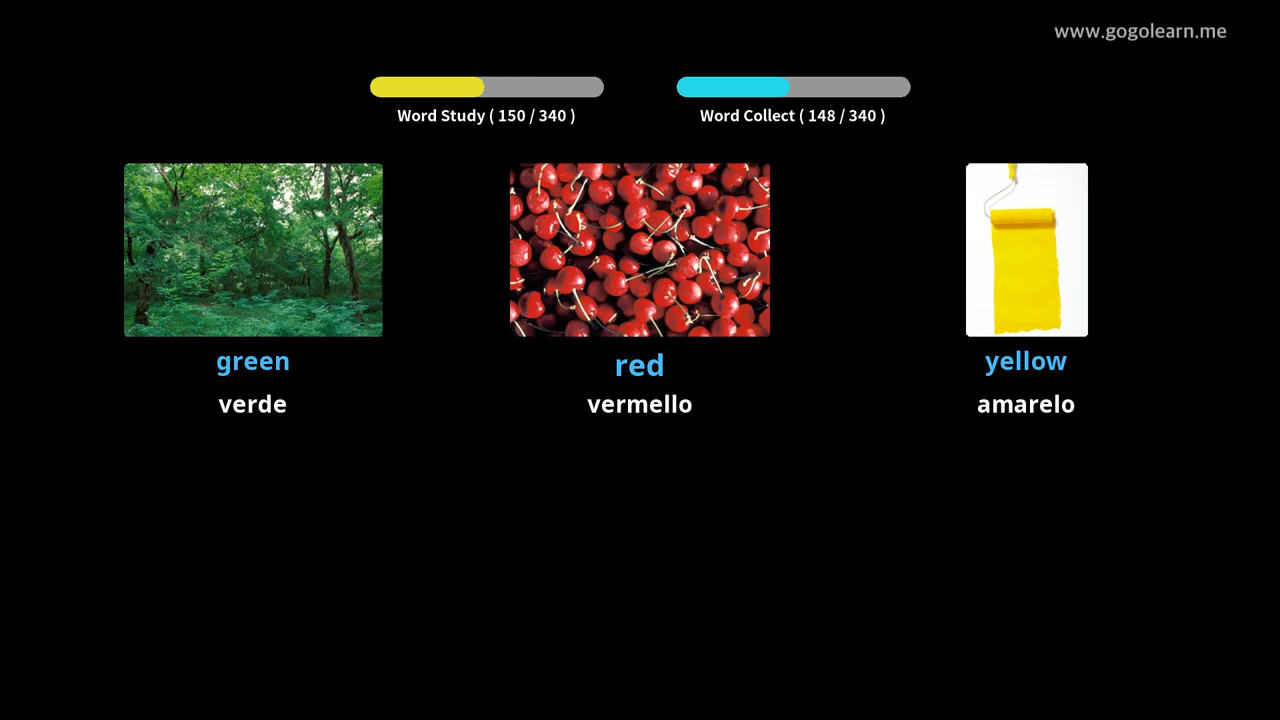 www.gogolearn.me
Word Study ( 150 / 340 )
Word Collect ( 148 / 340 )
green
red
yellow
verde
vermello
amarelo